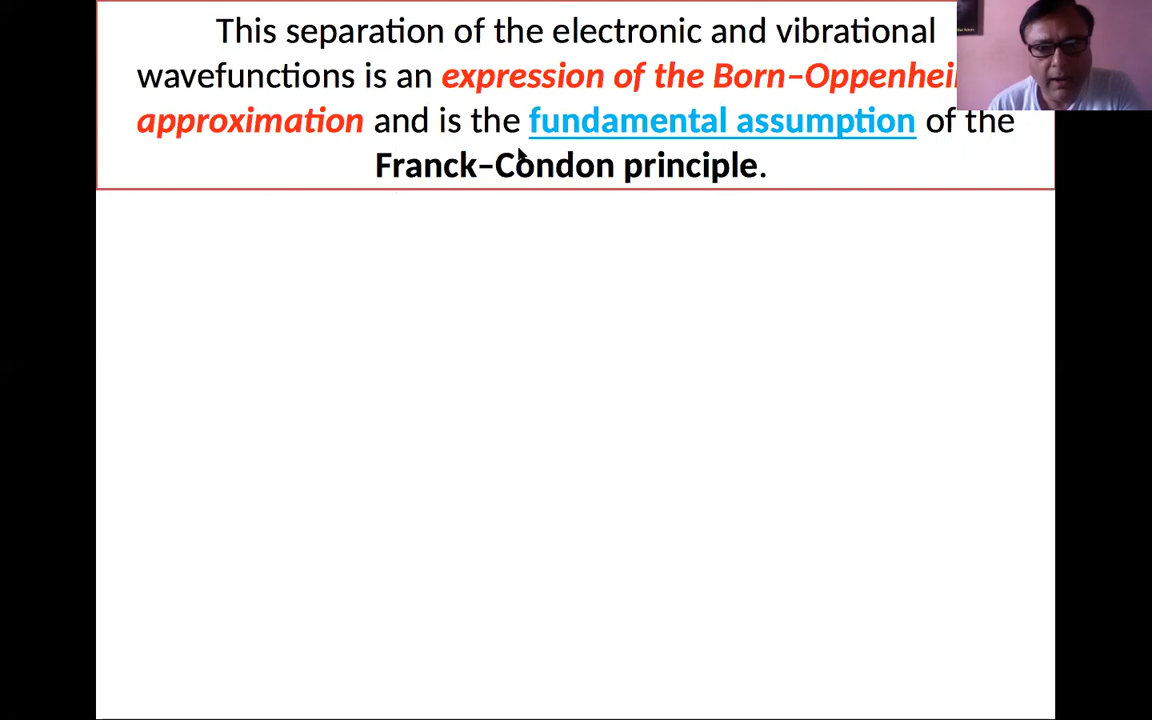 This separation of the electronic and vibrational
wavefunctions is an expression of the Born–Oppenhei
approximation and is the fundamental assumption of the
Franck–Condon principle.